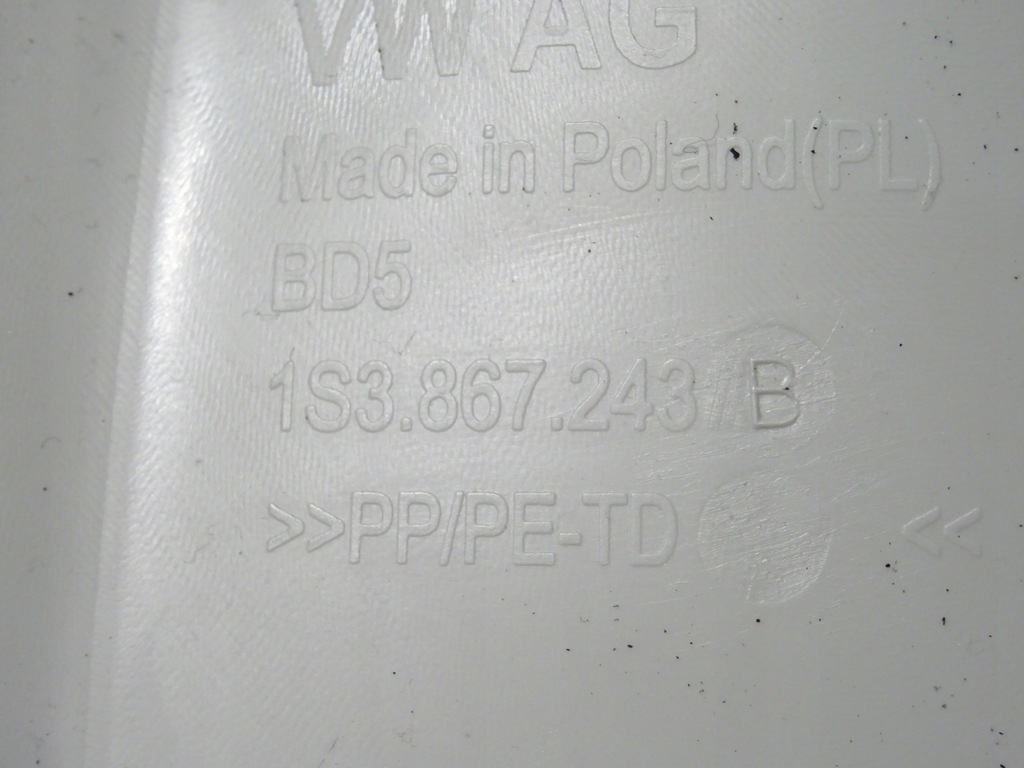 VW AG
Made in Poland(PL)
BD5
1S3.867.243 B
>>PP/PE-TD <<